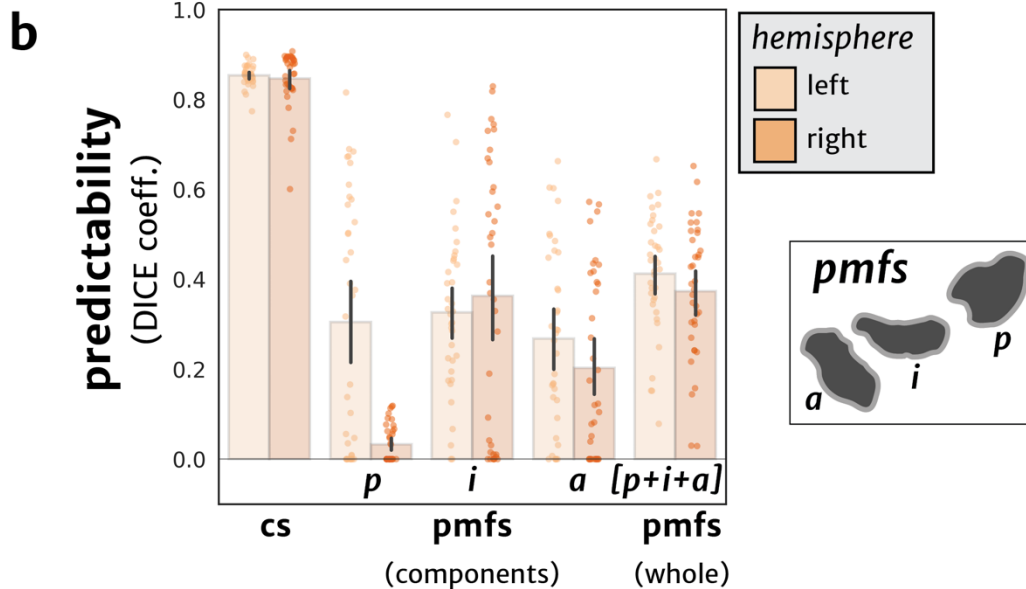 b
predictability
(DICE coeff.)
1.0
0.8
0.6
0.4
0.2
0.0
p
i
a
[p+i+a]
cs
pmfs
(components)
pmfs
(whole)
hemisphere
left
right
pmfs
p
i
a